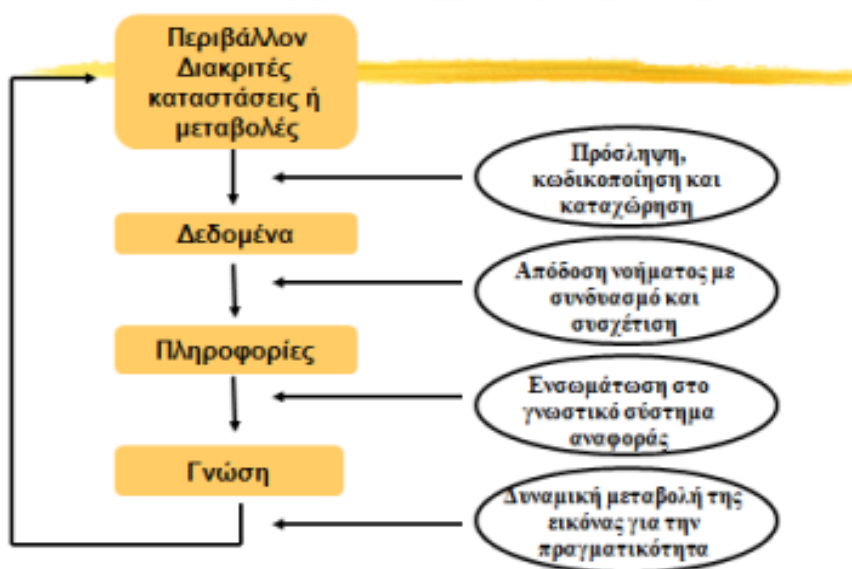 Περιβάλλον
Διακριτές
καταστάσεις ή
μεταβολές
Πρόσληψη,
κωδικοποίηση και
καταχώρηση
Δεδομένα
Απόδοση νοήματος με
συνδυασμό και
συσχέτιση
Πληροφορίες
Ενσωμάτωση στο
γνωστικό σύστημα
αναφοράς
Γνώση
Δυναμική μεταβολή της
εικόνας για την
πραγματικότητα